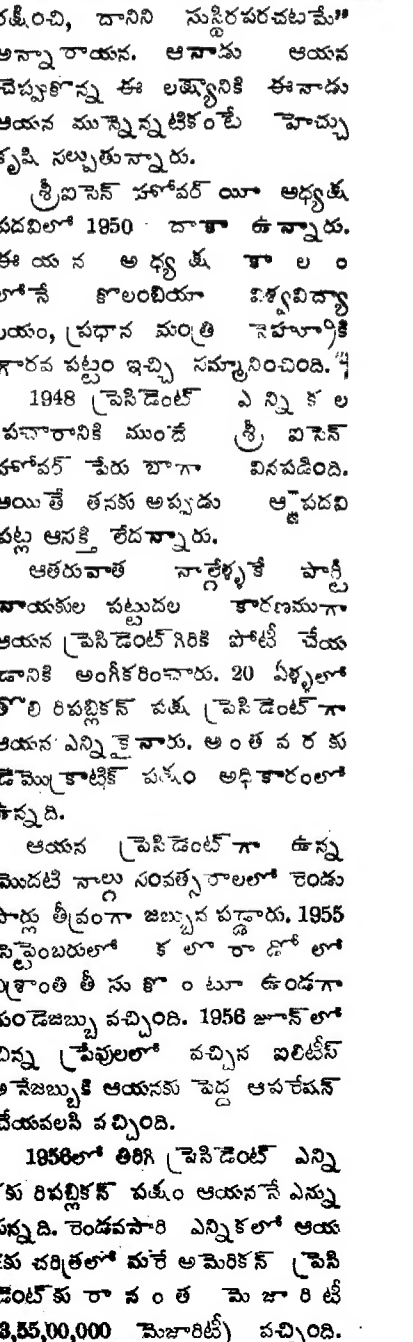 రక్షించి, దానిని సుస్థిరపరచటమే"
అన్నారాయన. ఆనాడు ఆయన
చెప్పుకొన్న ఈ లక్ష్యానికి ఈనాడు
ఆయన మున్నెన్నటికంటే హెచ్చు
కృషి సల్పుతున్నారు.
శ్రీఐసెన్ హోవర్ యీ ఆధ్యక్ష
పదవిలో 1950 దాకా ఉన్నారు.
ఈయన అధ్యక్ష కాలం
లోనే కొలంబియా విశ్వవిద్యా
లయం, ప్రధాన మంత్రి నెహ్రూకి
గౌరవ పట్టం ఇచ్చి సమ్మానించింది."
1948 ప్రెసిడెంట్ ఎన్నికల
ప్రచారానికి ముందే శ్రీ ఐసెన్
హోవర్ పేరు బాగా వినపడింది.
అయితే తనకు అప్పుడు ఆ పదవి
పట్ల ఆసక్తి లేదన్నారు.
ఆతరువాత నాల్గేళ్ళకే పార్టీ
నాయకుల పట్టుదల కారణముగా
ఆయన ప్రెసిడెంట్‌గిరికి పోటీ చేయ
డానికి అంగీకరించారు. 20 ఏళ్ళలో
తొలి రిపబ్లికన్ పక్ష ప్రెసిడెంట్‌గా
ఆయన ఎన్నికైనారు. అంతవరకు
డెమొక్రాటిక్ పక్షం అధికారంలో
ఉన్నది.
ఆయన ప్రెసిడెంట్‌గా ఉన్న
మొదటి నాల్గు సంవత్సరాలలో రెండు
సార్లు తీవ్రంగా జబ్బున పడ్డారు. 1955
సెప్టెంబరులో కలొరాడోలో
విశ్రాంతి తీసుకొంటూ ఉండగా
గుండెజబ్బు వచ్చింది. 1956 జూన్‌లో
చిన్న ప్రేవులలో వచ్చిన ఐలిటీస్
అనేజబ్బుకి ఆయనకు పెద్ద ఆపరేషన్
చేయవలసి వచ్చింది.
1956లో తిరిగి ప్రెసిడెంట్ ఎన్ని
కకు రిపబ్లికన్ పక్షం ఆయననే ఎన్ను
కున్నది. రెండవసారి ఎన్నికలో ఆయ
నకు చరిత్రలో మరే అమెరికన్ ప్రెసి
డెంట్‌కు రానంత మెజారిటీ
3,55,00,000 మెజారిటీ) వచ్చింది.